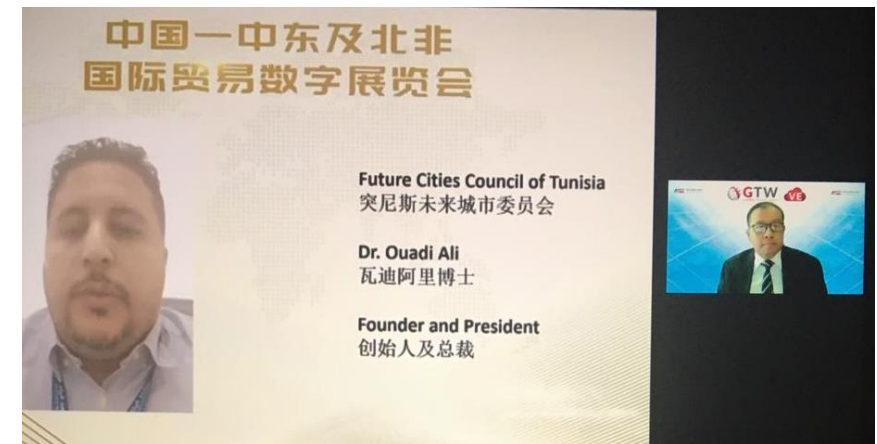 中国一中东及北非
国际贸易数字展览会
Future Cities Council of Tunisia
突尼斯未来城市委员会
Dr. Ouadi Ali
瓦迪阿里博士
Founder and President
创始人及总裁
GTW
VE